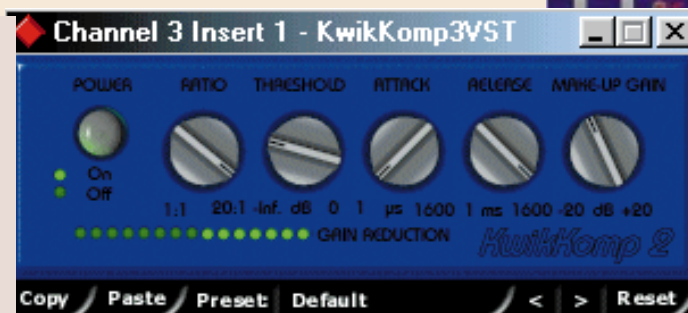 Channel 3 Insert 1 - KwikKomp3VST
POWER RATIO THRESHOLD ATTACK RELEASE MAKE-UP GAIN
On
Off
1:1 20:1 -Inf. dB 0 1 µs 1600 1 ms 1600 -20 dB +20
GAIN REDUCTION
KwikKomp 2
Copy Paste Preset: Default < > Reset